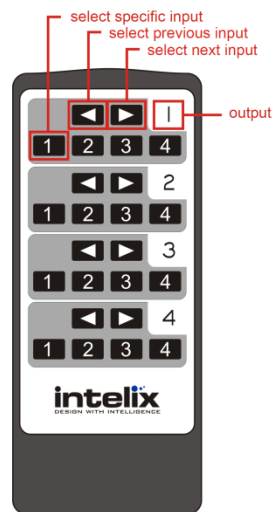 select specific input
select previous input
select next input
1
output
1 2 3 4
2
1 2 3 4
3
1 2 3 4
4
1 2 3 4
intelix
DESIGN WITH INTELLIGENCE